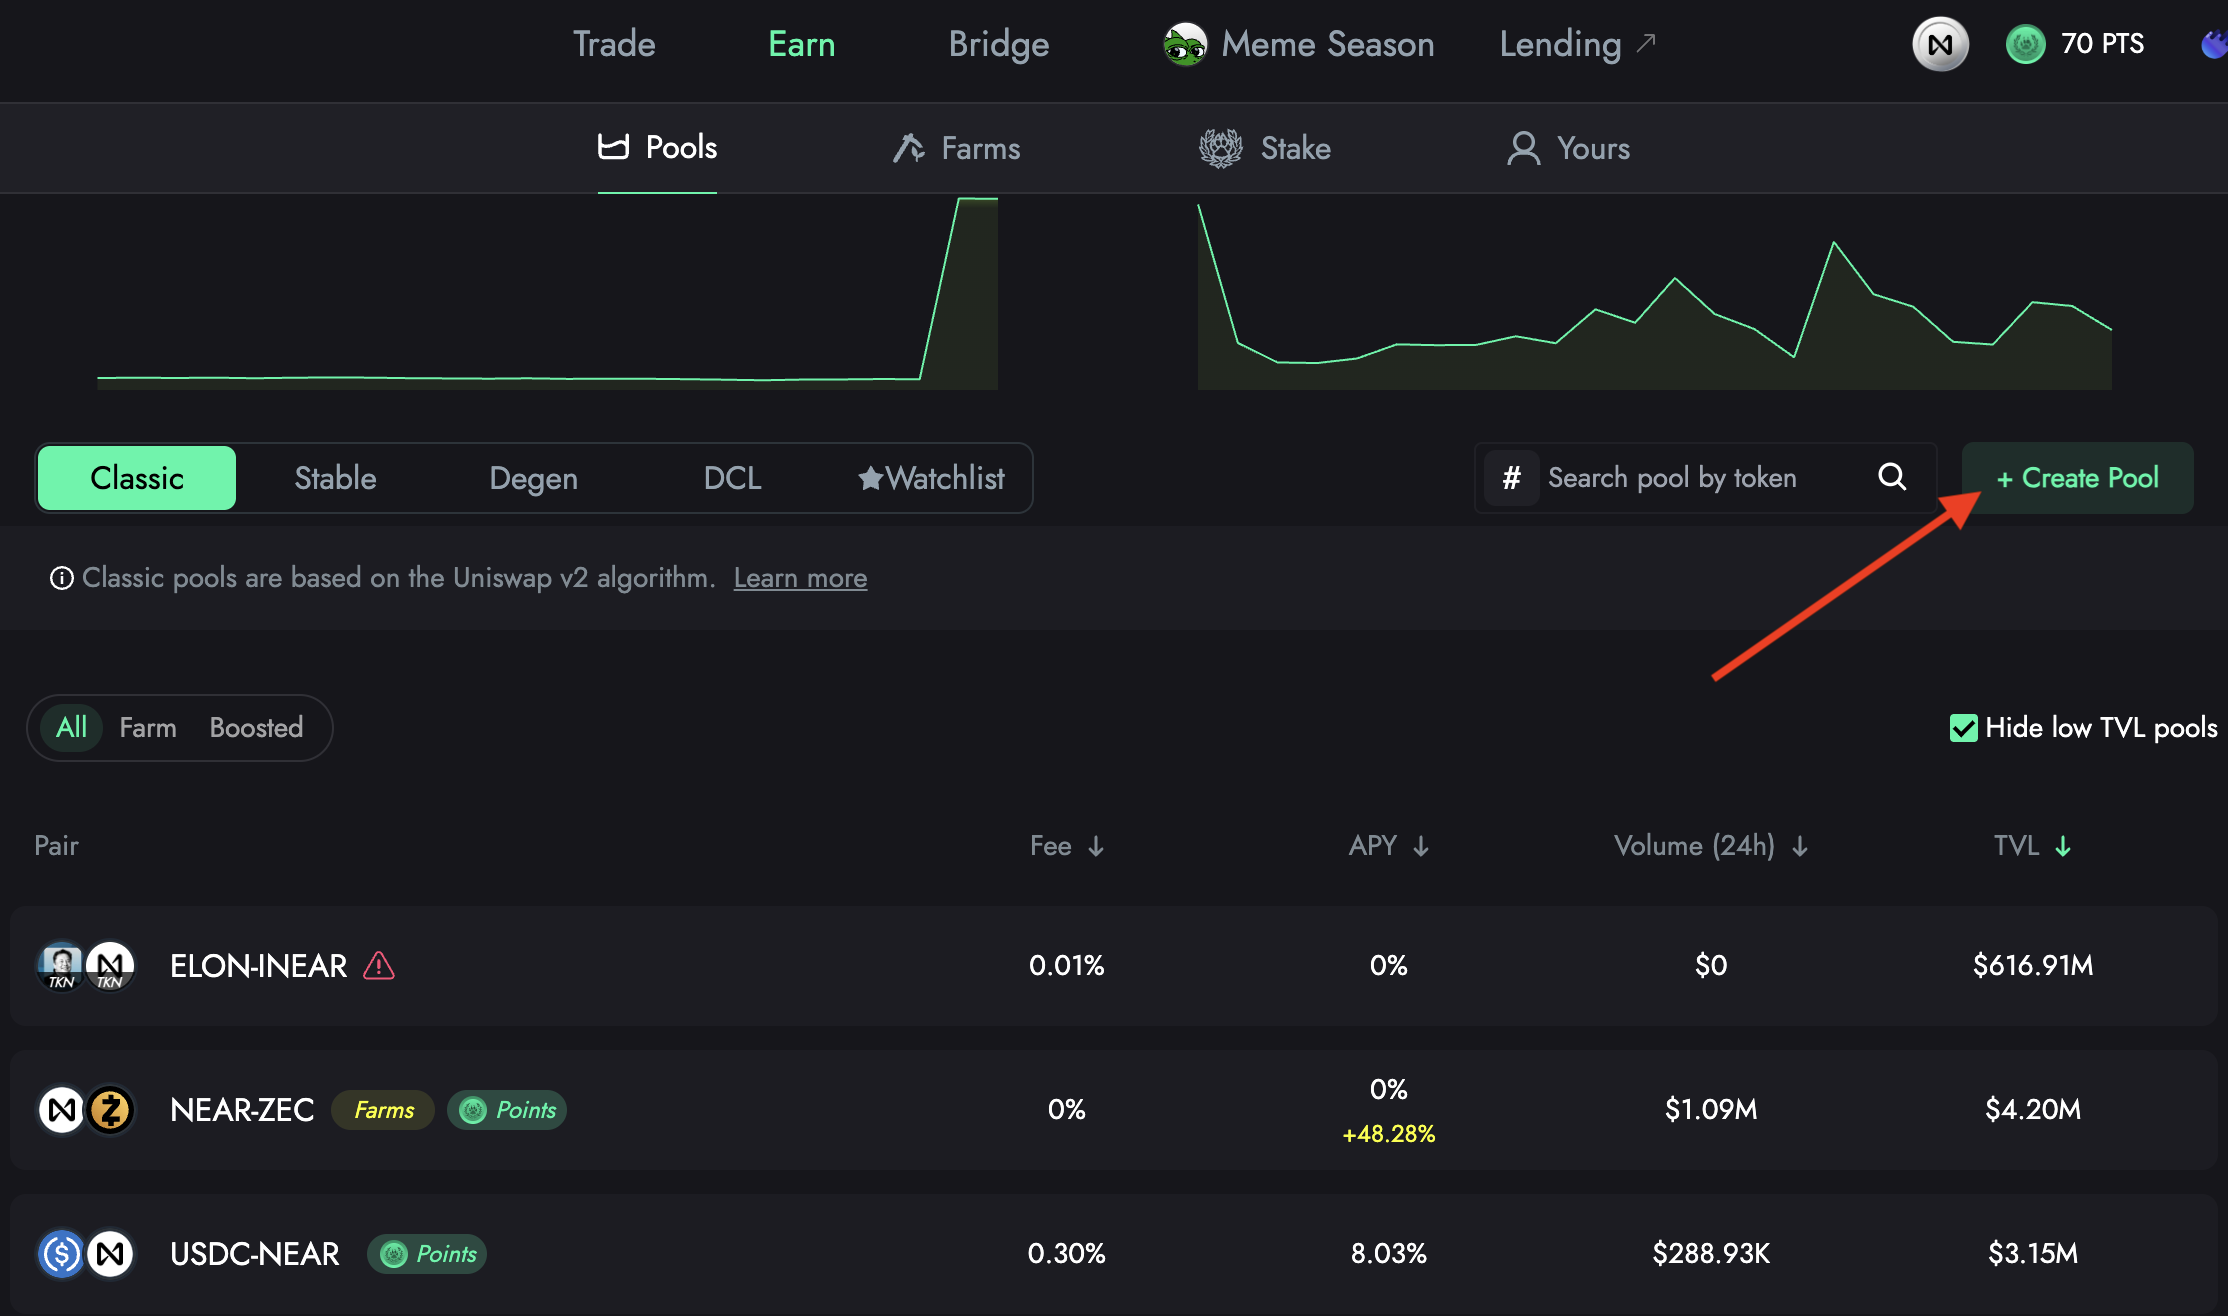 Trade Earn Bridge Meme Season Lending ↗ 70 PTS
Pools Farms Stake Yours
Classic Stable Degen DCL ★Watchlist # Search pool by token + Create Pool
Classic pools are based on the Uniswap v2 algorithm. Learn more
All Farm Boosted Hide low TVL pools
Pair Fee ↓ APY ↓ Volume (24h) ↓ TVL ↓
TKN TKN ELON-INEAR 0.01% 0% $0 $616.91M
NEAR-ZEC Farms Points 0% 0% $1.09M $4.20M
+48.28%
USDC-NEAR Points 0.30% 8.03% $288.93K $3.15M